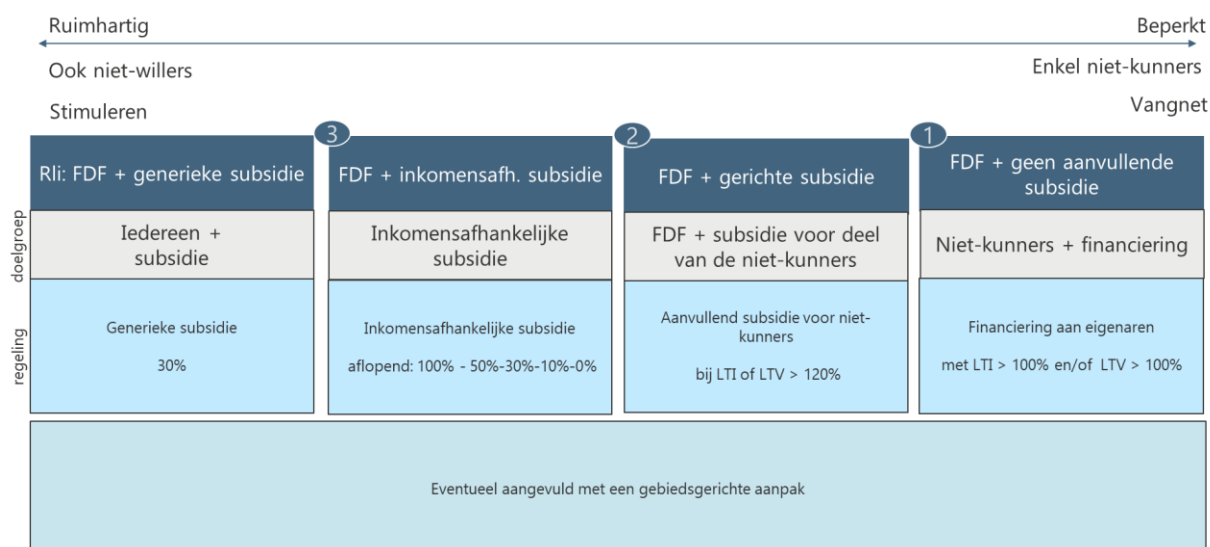 Ruimhartig
Beperkt
Ook niet-willers
Enkel niet-kunners
Stimuleren
Vangnet
3
2
1
Rli: FDF + generieke subsidie
FDF + inkomensafh. subsidie
FDF + gerichte subsidie
FDF + geen aanvullende
subsidie
doelgroep
Iedereen +
subsidie
Inkomensafhankelijke
subsidie
FDF + subsidie voor deel
van de niet-kunners
Niet-kunners + financiering
regeling
Generieke subsidie
30%
Inkomensafhankelijke subsidie
aflopend: 100% - 50%-30%-10%-0%
Aanvullend subsidie voor niet-
kunners
bij LTI of LTV > 120%
Financiering aan eigenaren
met LTI > 100% en/of LTV > 100%
Eventueel aangevuld met een gebiedsgerichte aanpak